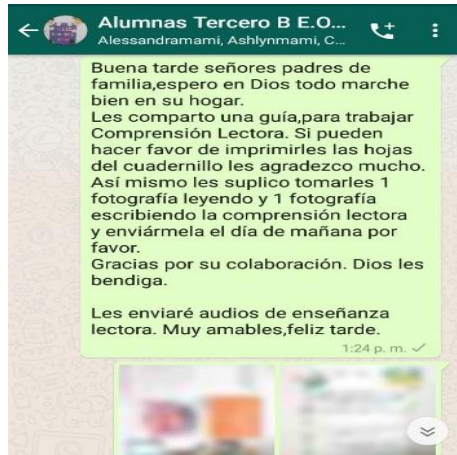 Alumnas Tercero B E.O...
Alessandramami, Ashlynmami, C...
Buena tarde señores padres de
familia,espero en Dios todo marche
bien en su hogar.
Les comparto una guía,para trabajar
Comprensión Lectora. Si pueden
hacer favor de imprimirles las hojas
del cuadernillo les agradezco mucho.
Así mismo les suplico tomarles 1
fotografía leyendo y 1 fotografía
escribiendo la comprensión lectora
y enviármela el día de mañana por
favor.
Gracias por su colaboración. Dios les
bendiga.
Les enviaré audios de enseñanza
lectora. Muy amables,feliz tarde.
1:24 p. m.